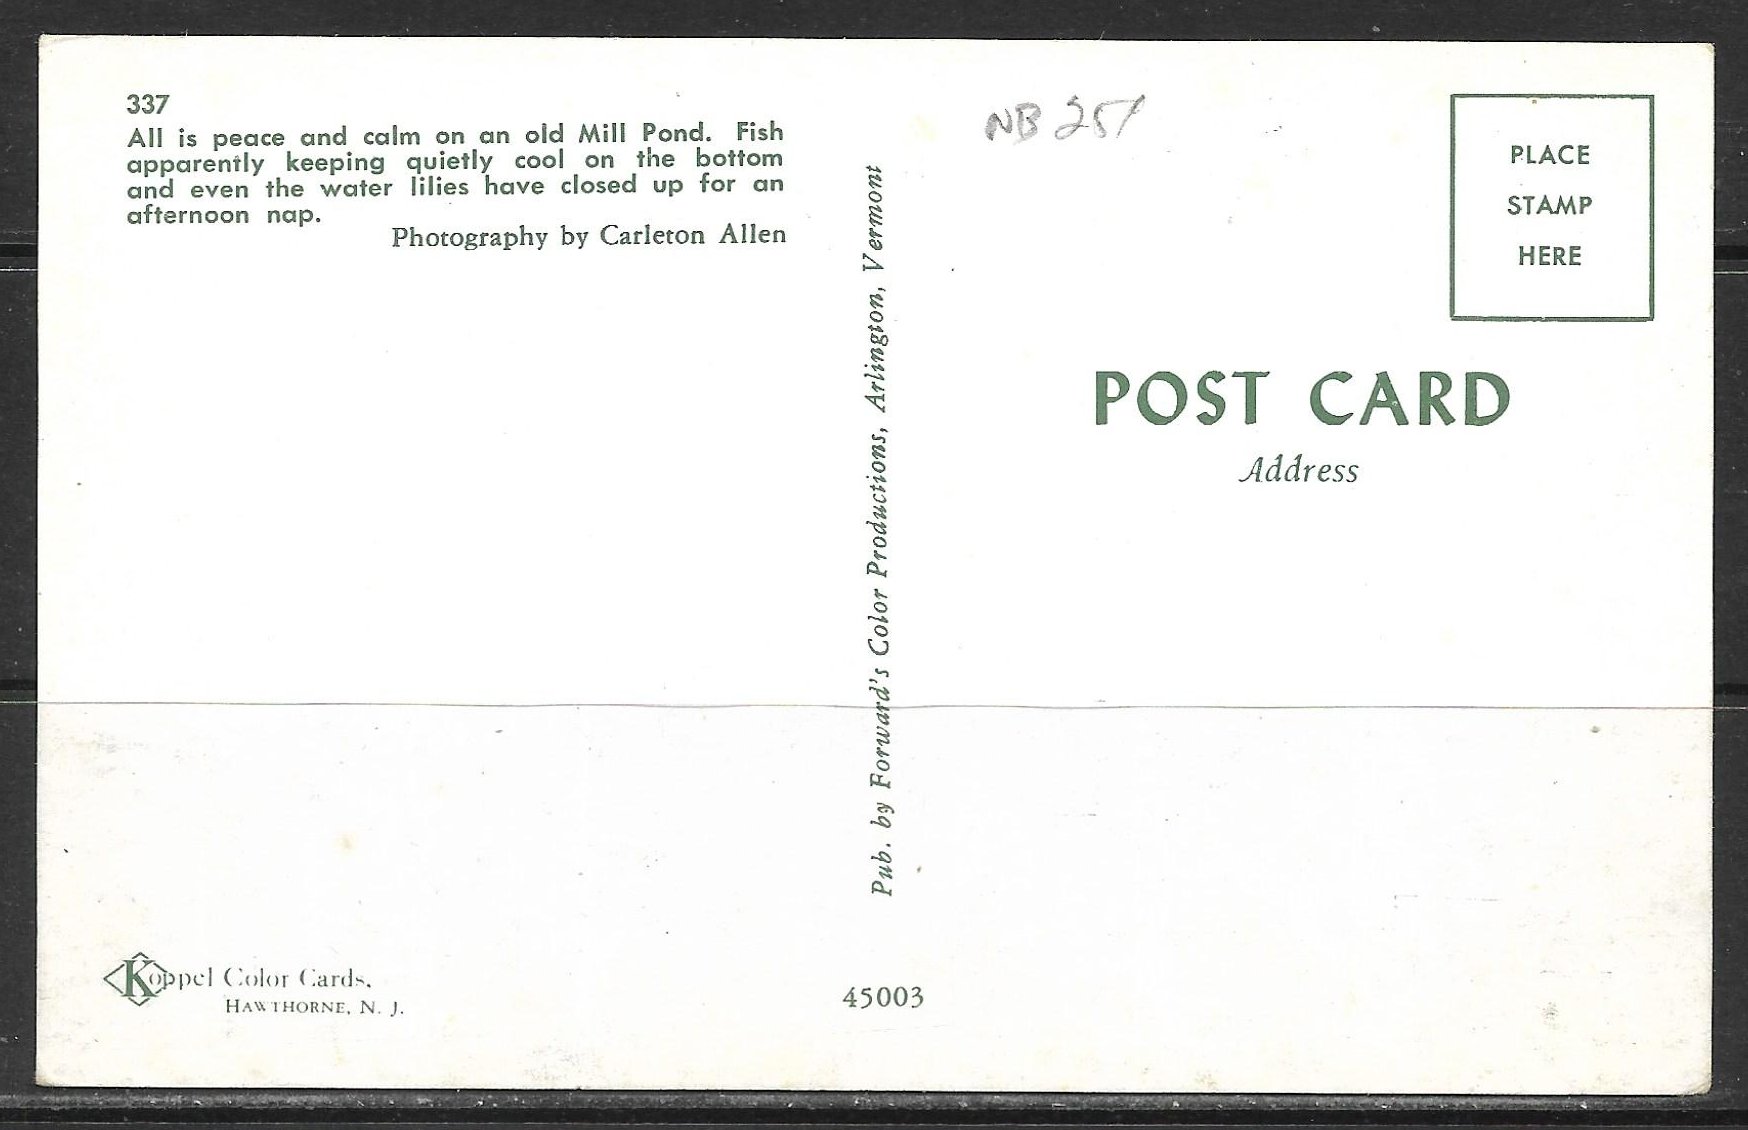 337
All is peace and calm on an old Mill Pond. Fish
apparently keeping quietly cool on the bottom
and even the water lilies have closed up for an
afternoon nap.
Photography by Carleton Allen
NB 251
PLACE
STAMP
HERE
POST CARD
Address
Pub. by Forward's Color Productions, Arlington, Vermont
Koppel Color Cards,
HAWTHORNE, N. J.
45003